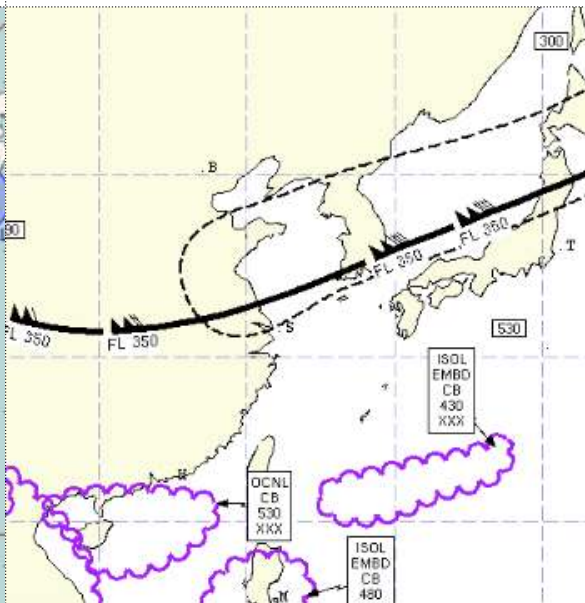 300
.B
90
FL 350
FL 350
FL 350
FL 350
.T
.S
530
ISOL
EMBD
CB
430
XXX
H
OCNL
CB
530
XXX
ISOL
EMBD
CB
480
M